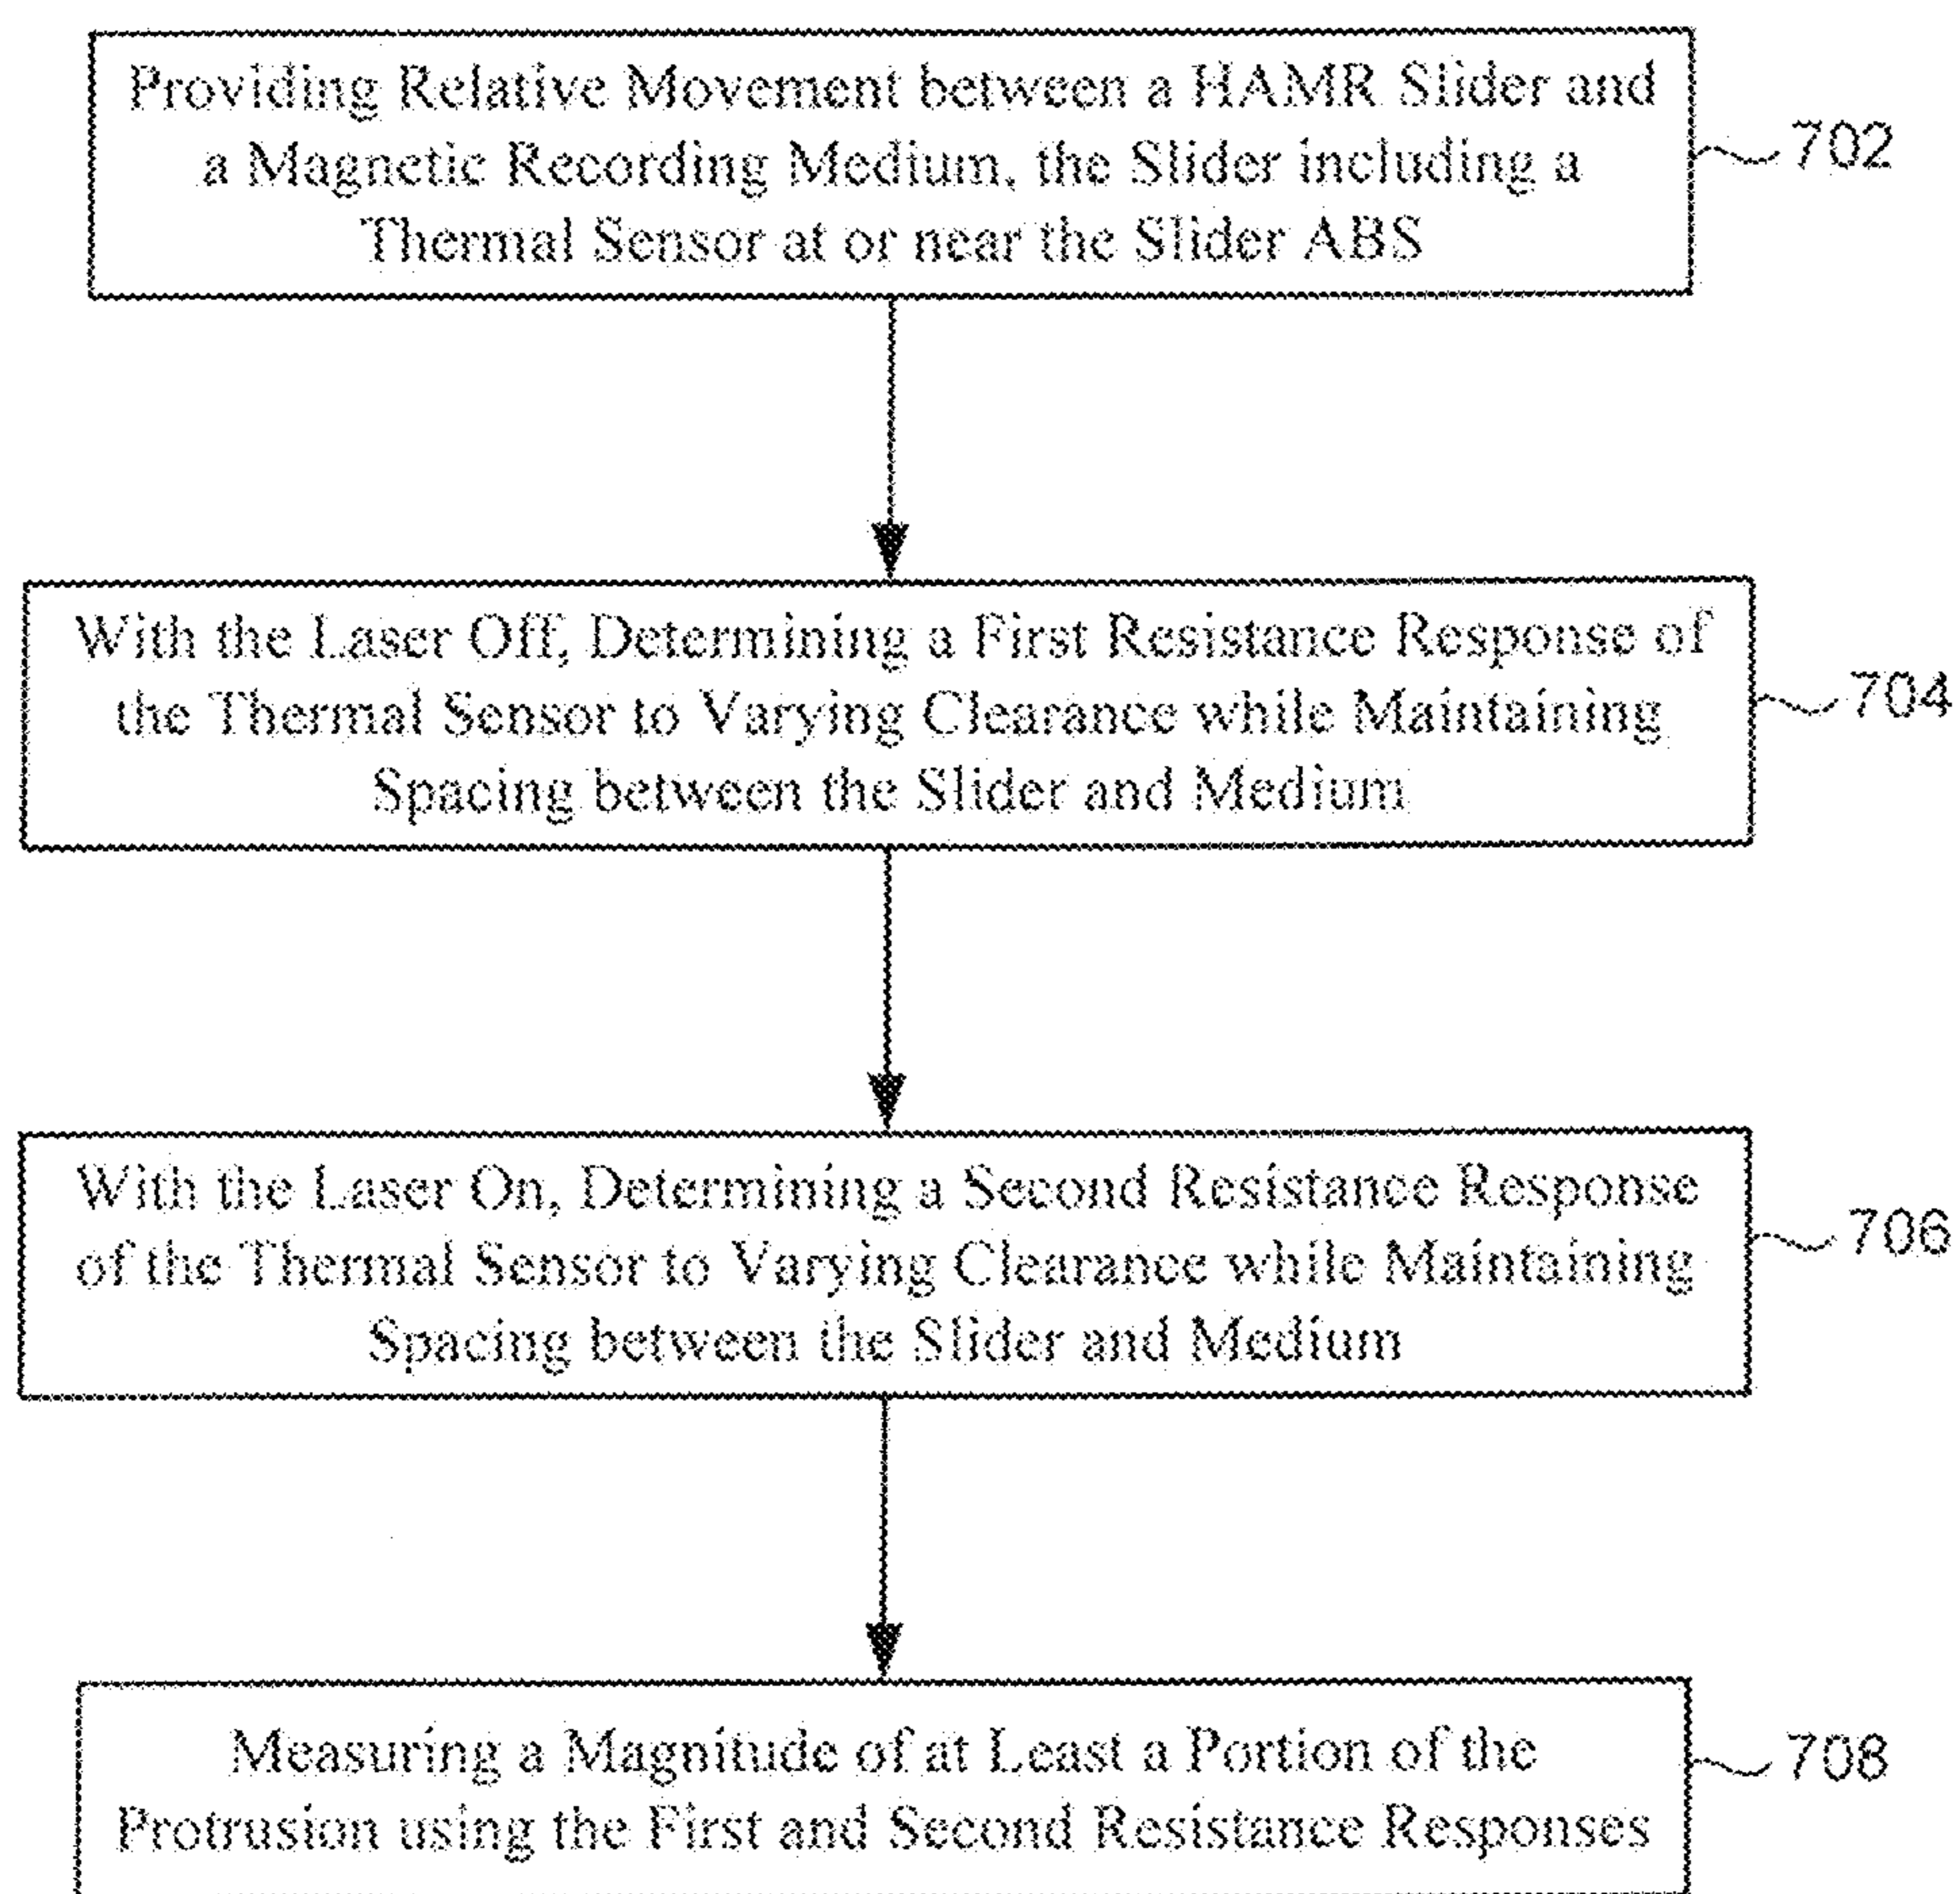 Providing Relative Movement between a HAMR Slider and
a Magnetic Recording Medium, the Slider including a
Thermal Sensor at or near the Slider ABS
702
With the Laser Off, Determining a First Resistance Response of
the Thermal Sensor to Varying Clearance while Maintaining
Spacing between the Slider and Medium
704
With the Laser On, Determining a Second Resistance Response
of the Thermal Sensor to Varying Clearance while Maintaining
Spacing between the Slider and Medium
706
Measuring a Magnitude of at Least a Portion of the
Protrusion using the First and Second Resistance Responses
708